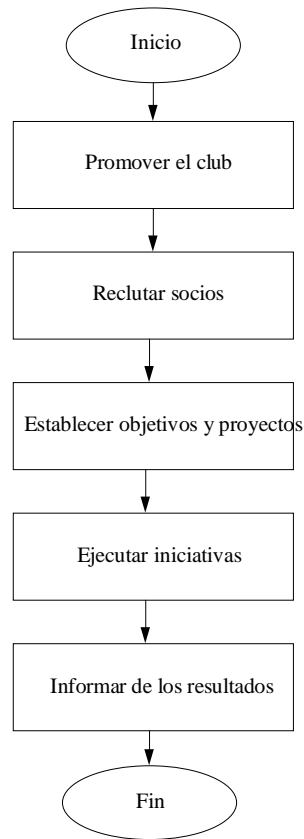 Inicio
Promover el club
Reclutar socios
Establecer objetivos y proyectos
Ejecutar iniciativas
Informar de los resultados
Fin